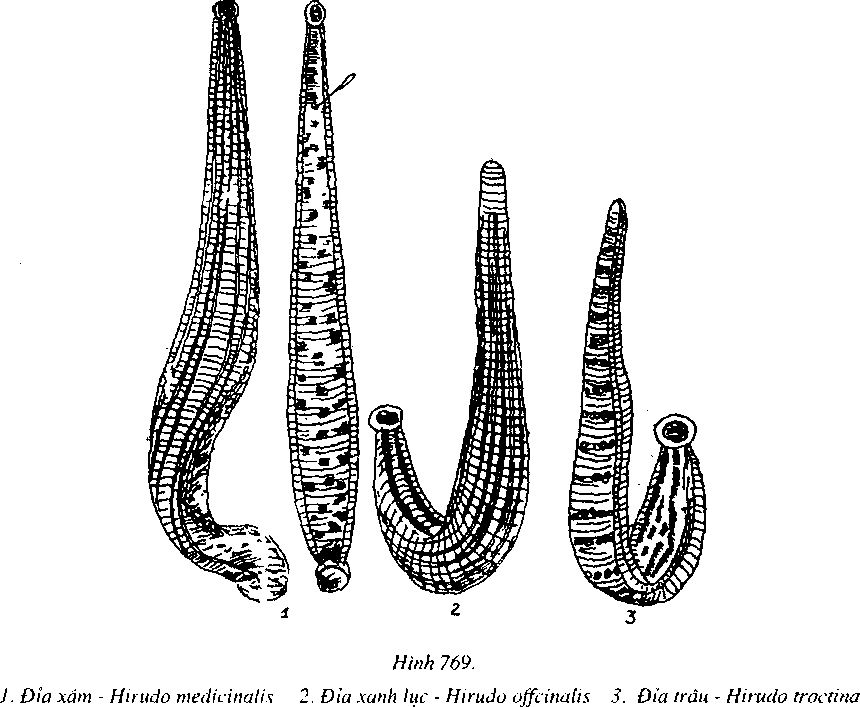 1
2
3
Hình 769.
1. Đỉa xám - Hirudo medicinalis 2. Đỉa xanh lục - Hirudo offcinalis 3. Đỉa trâu - Hirudo troctina